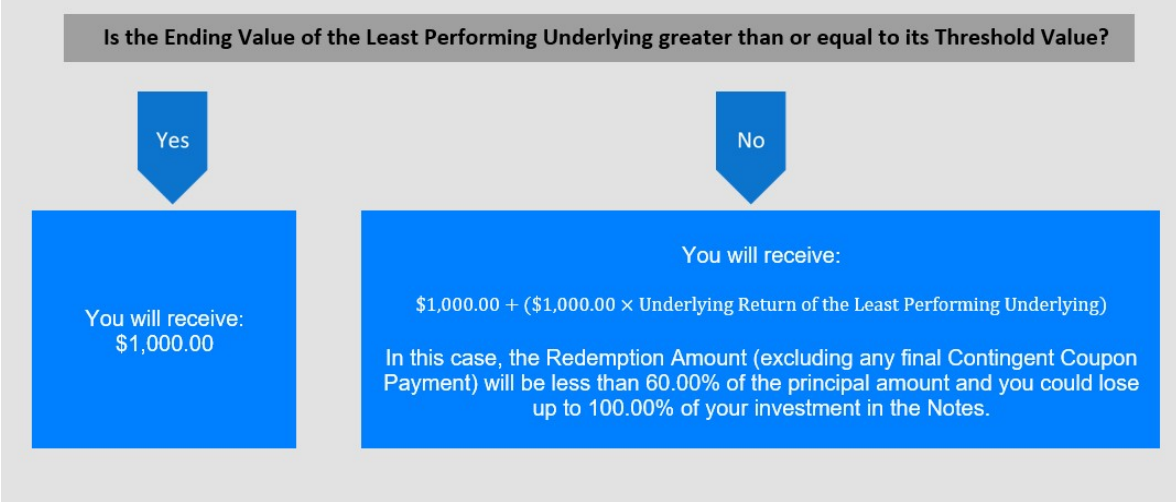 Is the Ending Value of the Least Performing Underlying greater than or equal to its Threshold Value?
Yes
No
You will receive:
$1,000.00
You will receive:
$1,000.00 + ($1,000.00 × Underlying Return of the Least Performing Underlying)
In this case, the Redemption Amount (excluding any final Contingent Coupon
Payment) will be less than 60.00% of the principal amount and you could lose
up to 100.00% of your investment in the Notes.